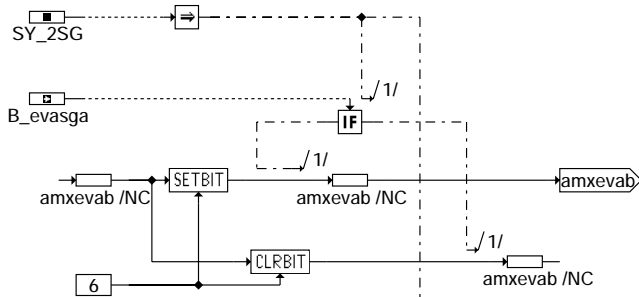 SY_2SG
⇒
1/
B_evasga
IF
1/
SETBIT
amxevab
amxevab /NC
amxevab /NC
1/
CLRBIT
6
amxevab /NC